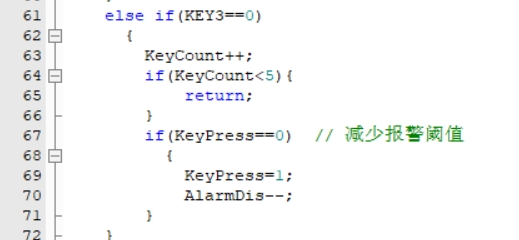 61 else if(KEY3==0)
62 {
63 KeyCount++;
64 if(KeyCount<5){
65 return;
66 }
67 if(KeyPress==0) // 减少报警阈值
68 {
69 KeyPress=1;
70 AlarmDis--;
71 }
72 }